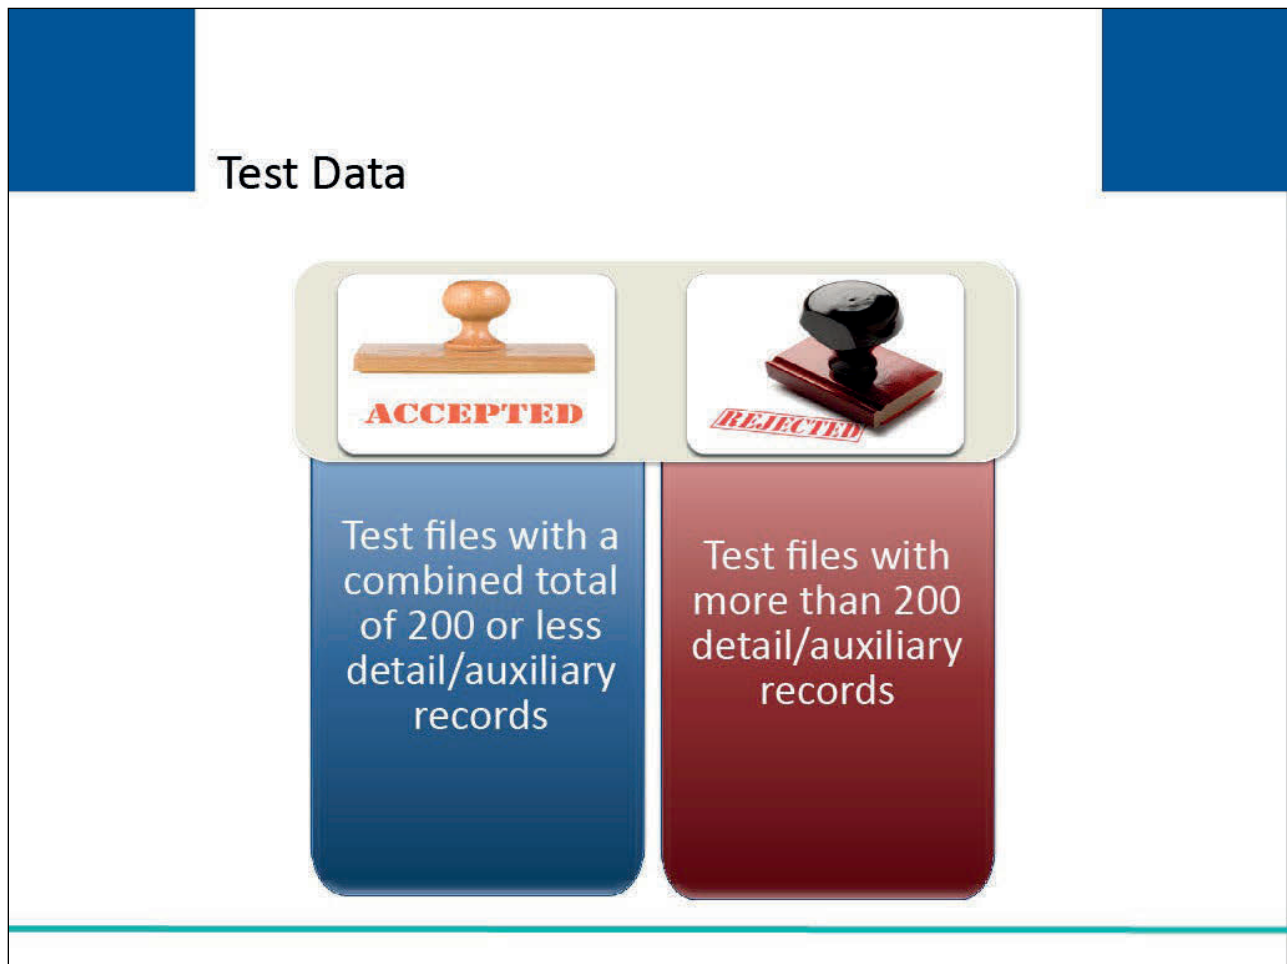 Test Data
ACCEPTED
REJECTED
Test files with a
combined total
of 200 or less
detail/auxiliary
records
Test files with
more than 200
detail/auxiliary
records